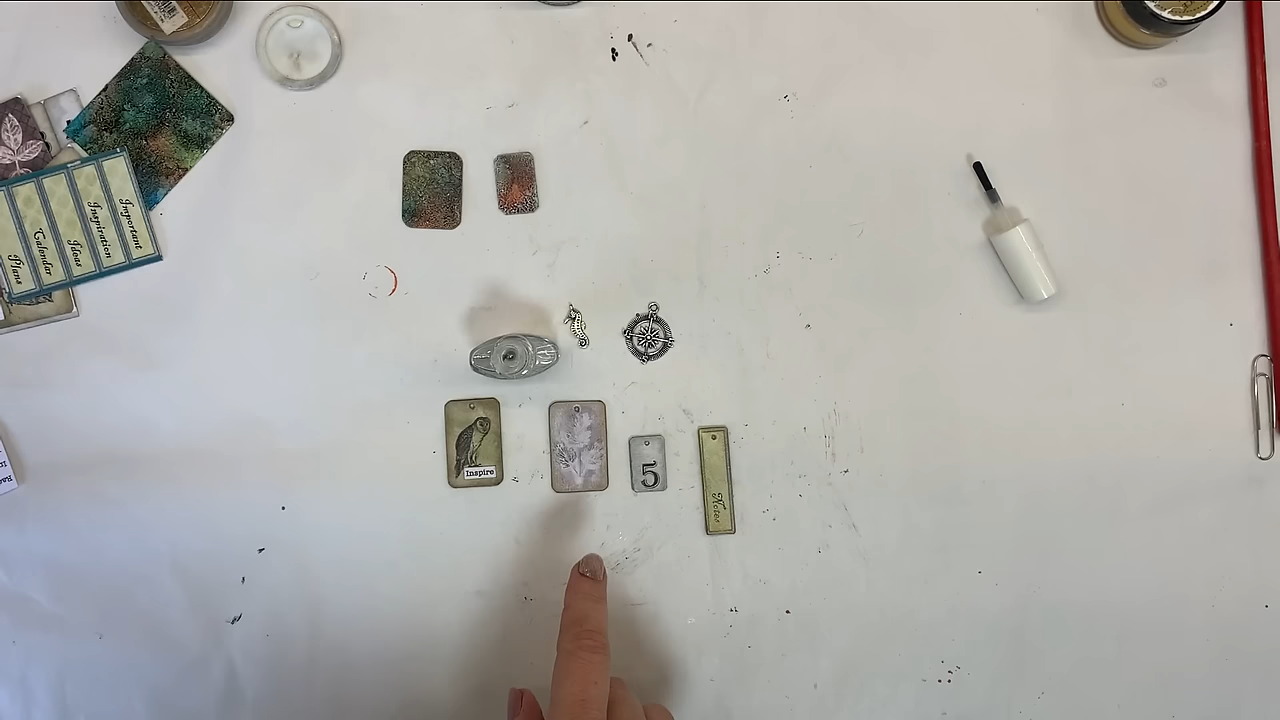 Important
Inspiration
Ideas
Calendar
Plans
Inspire
5
Notes